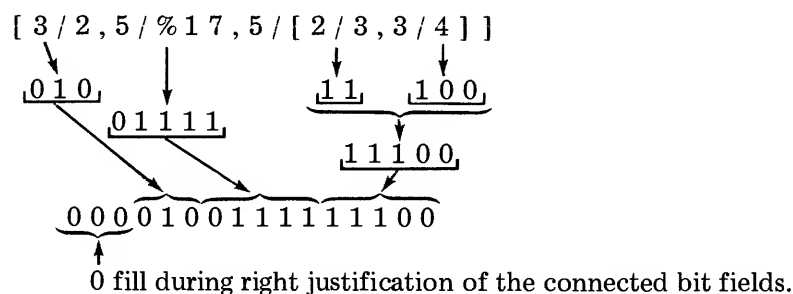 [ 3 / 2 , 5 / % 1 7 , 5 / [ 2 / 3 , 3 / 4 ] ]
0 1 0 1 1 1 0 0
0 1 1 1 1
1 1 1 0 0
0 0 0 0 1 0 0 1 1 1 1 1 1 1 0 0
0 fill during right justification of the connected bit fields.